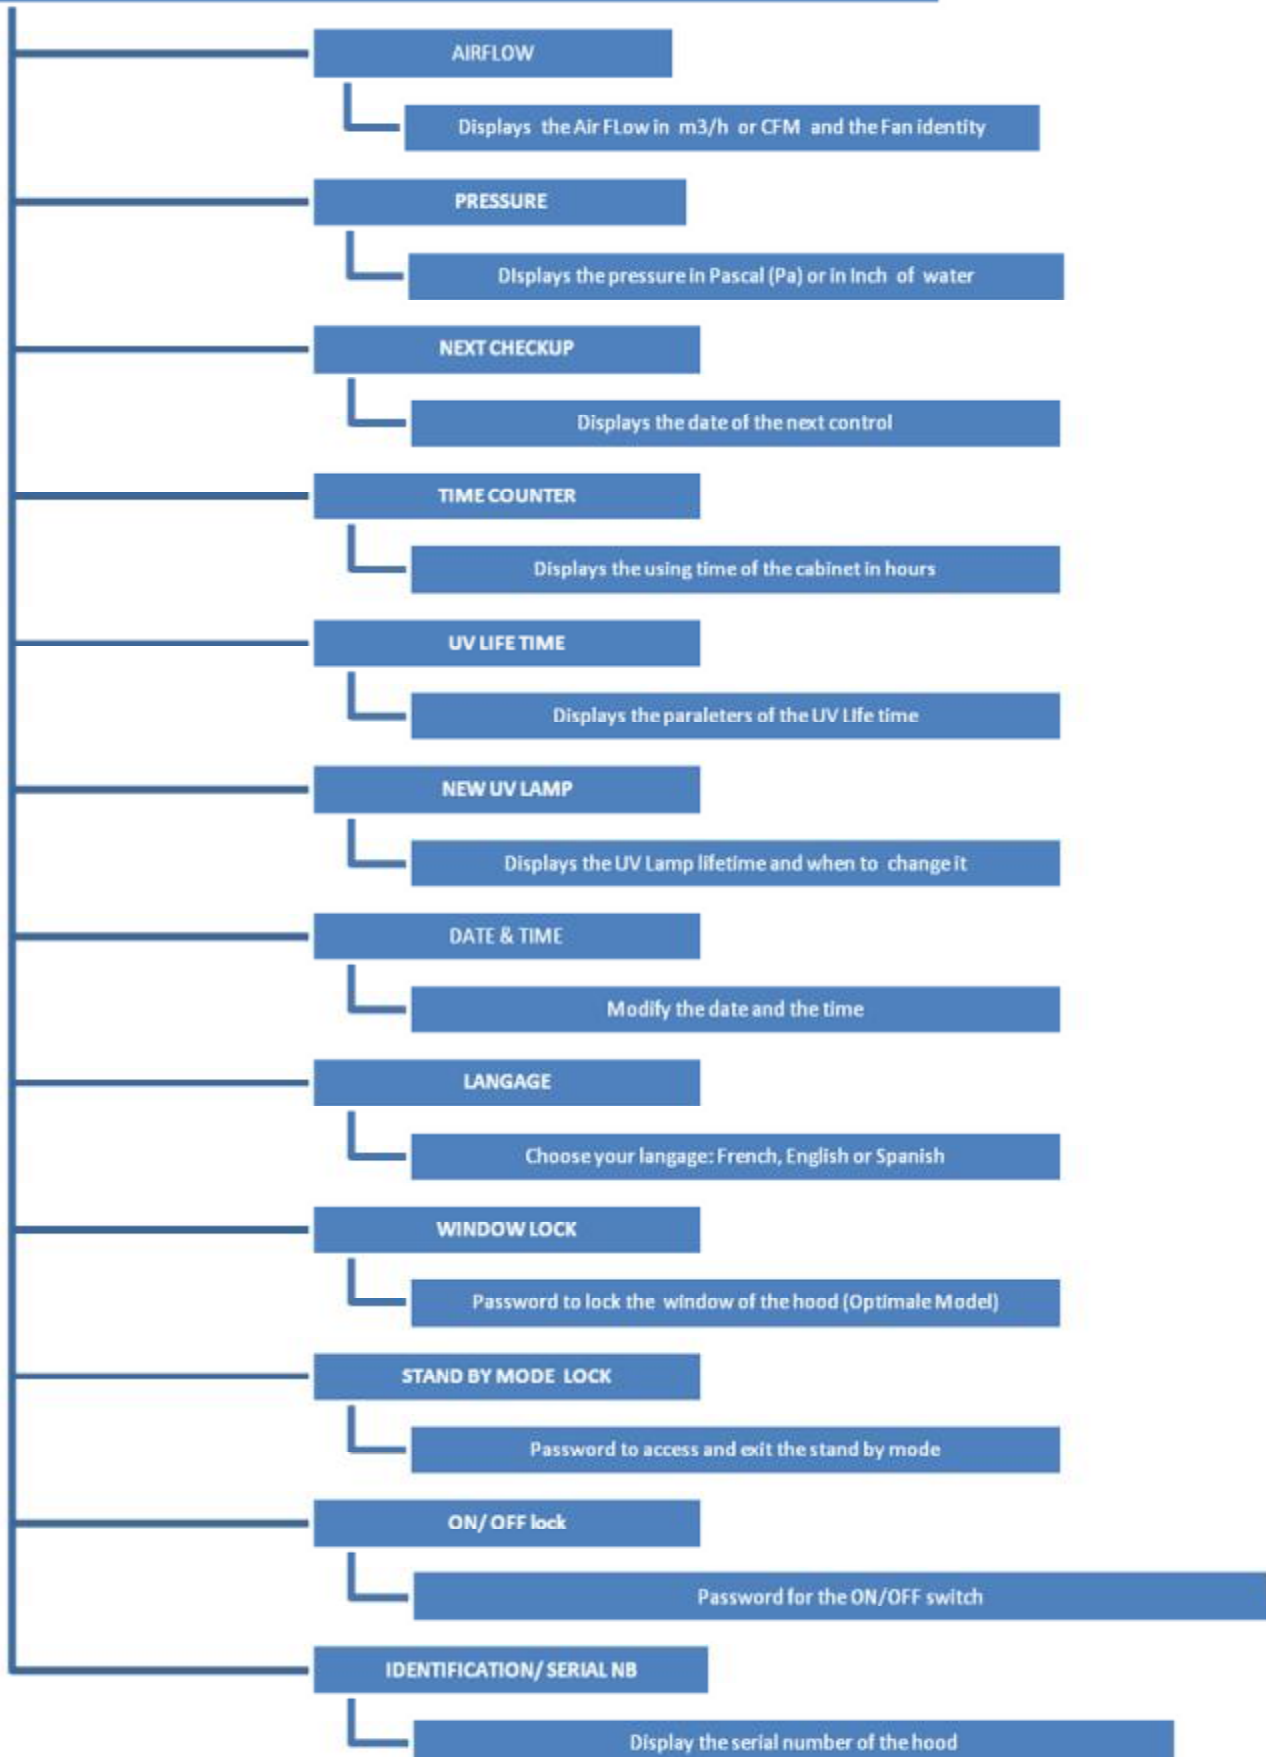 AIRFLOW
Displays the Air FLow in m3/h or CFM and the Fan identity
PRESSURE
DIsplays the pressure in Pascal (Pa) or in Inch of water
NEXT CHECKUP
Displays the date of the next control
TIME COUNTER
Displays the using time of the cabinet in hours
UV LIFE TIME
Displays the paraleters of the UV LIfe time
NEW UV LAMP
Displays the UV Lamp lifetime and when to change it
DATE & TIME
Modify the date and the time
LANGAGE
Choose your langage: French, English or Spanish
WINDOW LOCK
Password to lock the window of the hood (Optimale Model)
STAND BY MODE LOCK
Password to access and exit the stand by mode
ON/ OFF lock
Password for the ON/OFF switch
IDENTIFICATION/ SERIAL NB
Display the serial number of the hood